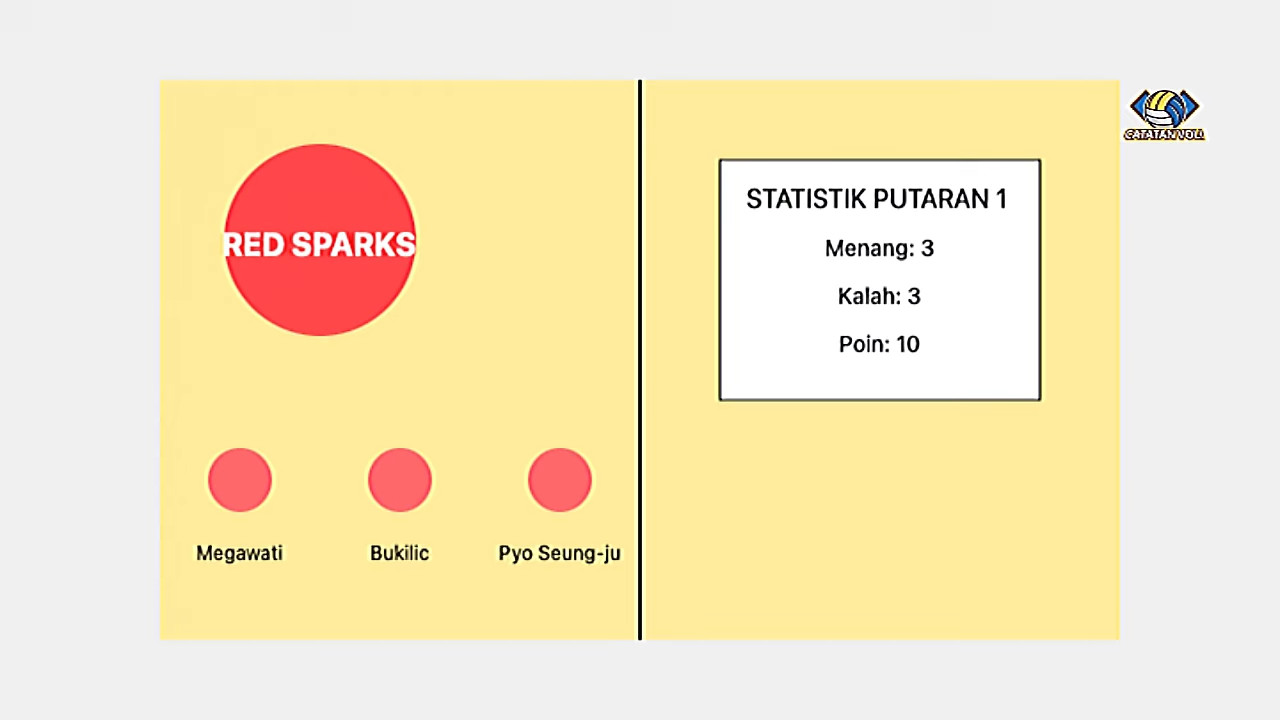 RED SPARKS
Megawati
Bukilic
Pyo Seung-ju
STATISTIK PUTARAN 1
Menang: 3
Kalah: 3
Poin: 10
CATATAN VOLI